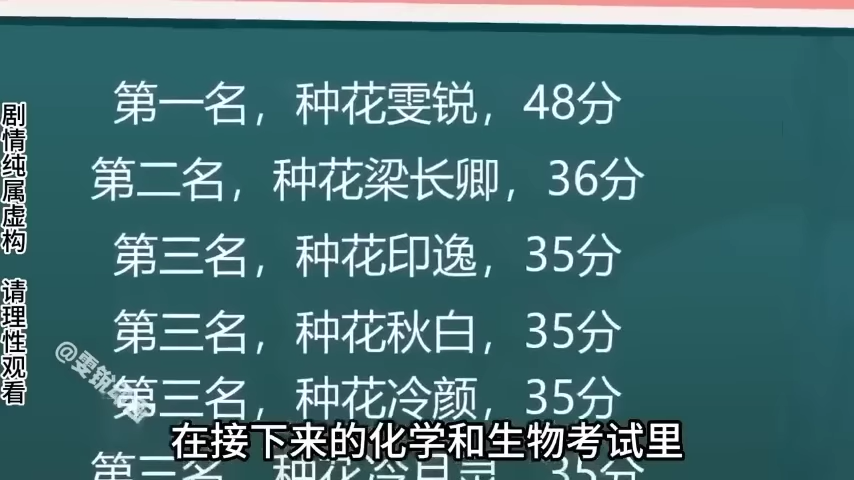 第一名，种花雯锐，48分
第二名，种花梁长卿，36分
第三名，种花印逸，35分
第三名，种花秋白，35分
第三名，种花冷颜，35分
在接下来的化学和生物考试里
剧情纯属虚构 请理性观看
@雯锐